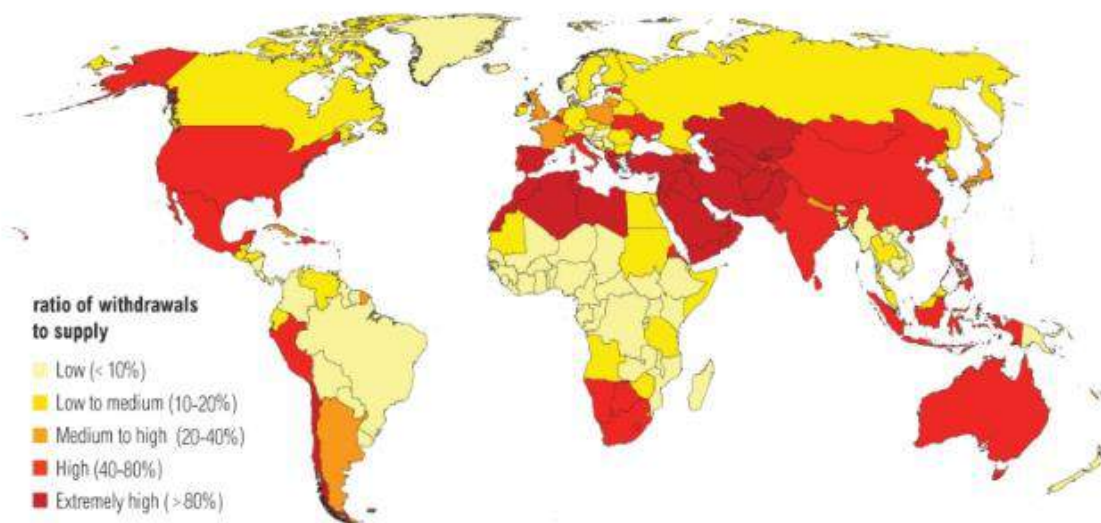 ratio of withdrawals
to supply
Low (< 10%)
Low to medium (10-20%)
Medium to high (20-40%)
High (40-80%)
Extremely high (>80%)